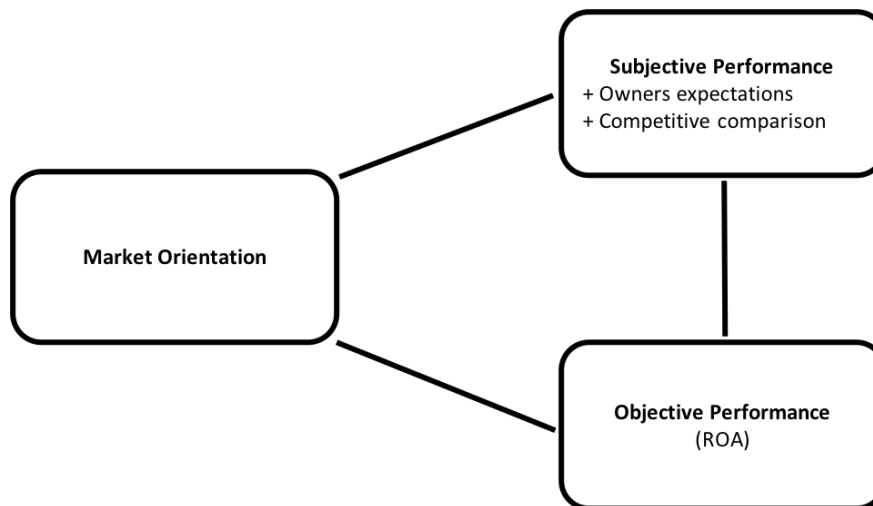 Subjective Performance
+ Owners expectations
+ Competitive comparison
Market Orientation
Objective Performance
(ROA)